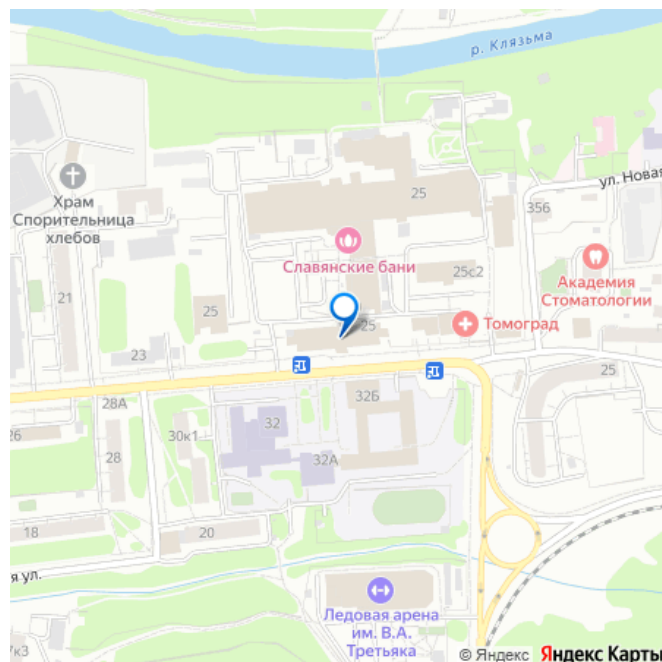 р. Клязьма
ул. Новая
Храм
Спорительница
хлебов
25
35б
Славянские бани
25с2
Академия
Стоматологии
21
25
25
Томоград
23
25
28А
32Б
26
30к1
32
28
32А
18
20
я ул.
Ледовая арена
им. В.А.
Третьяка
7к3
© Яндекс Яндекс Карты